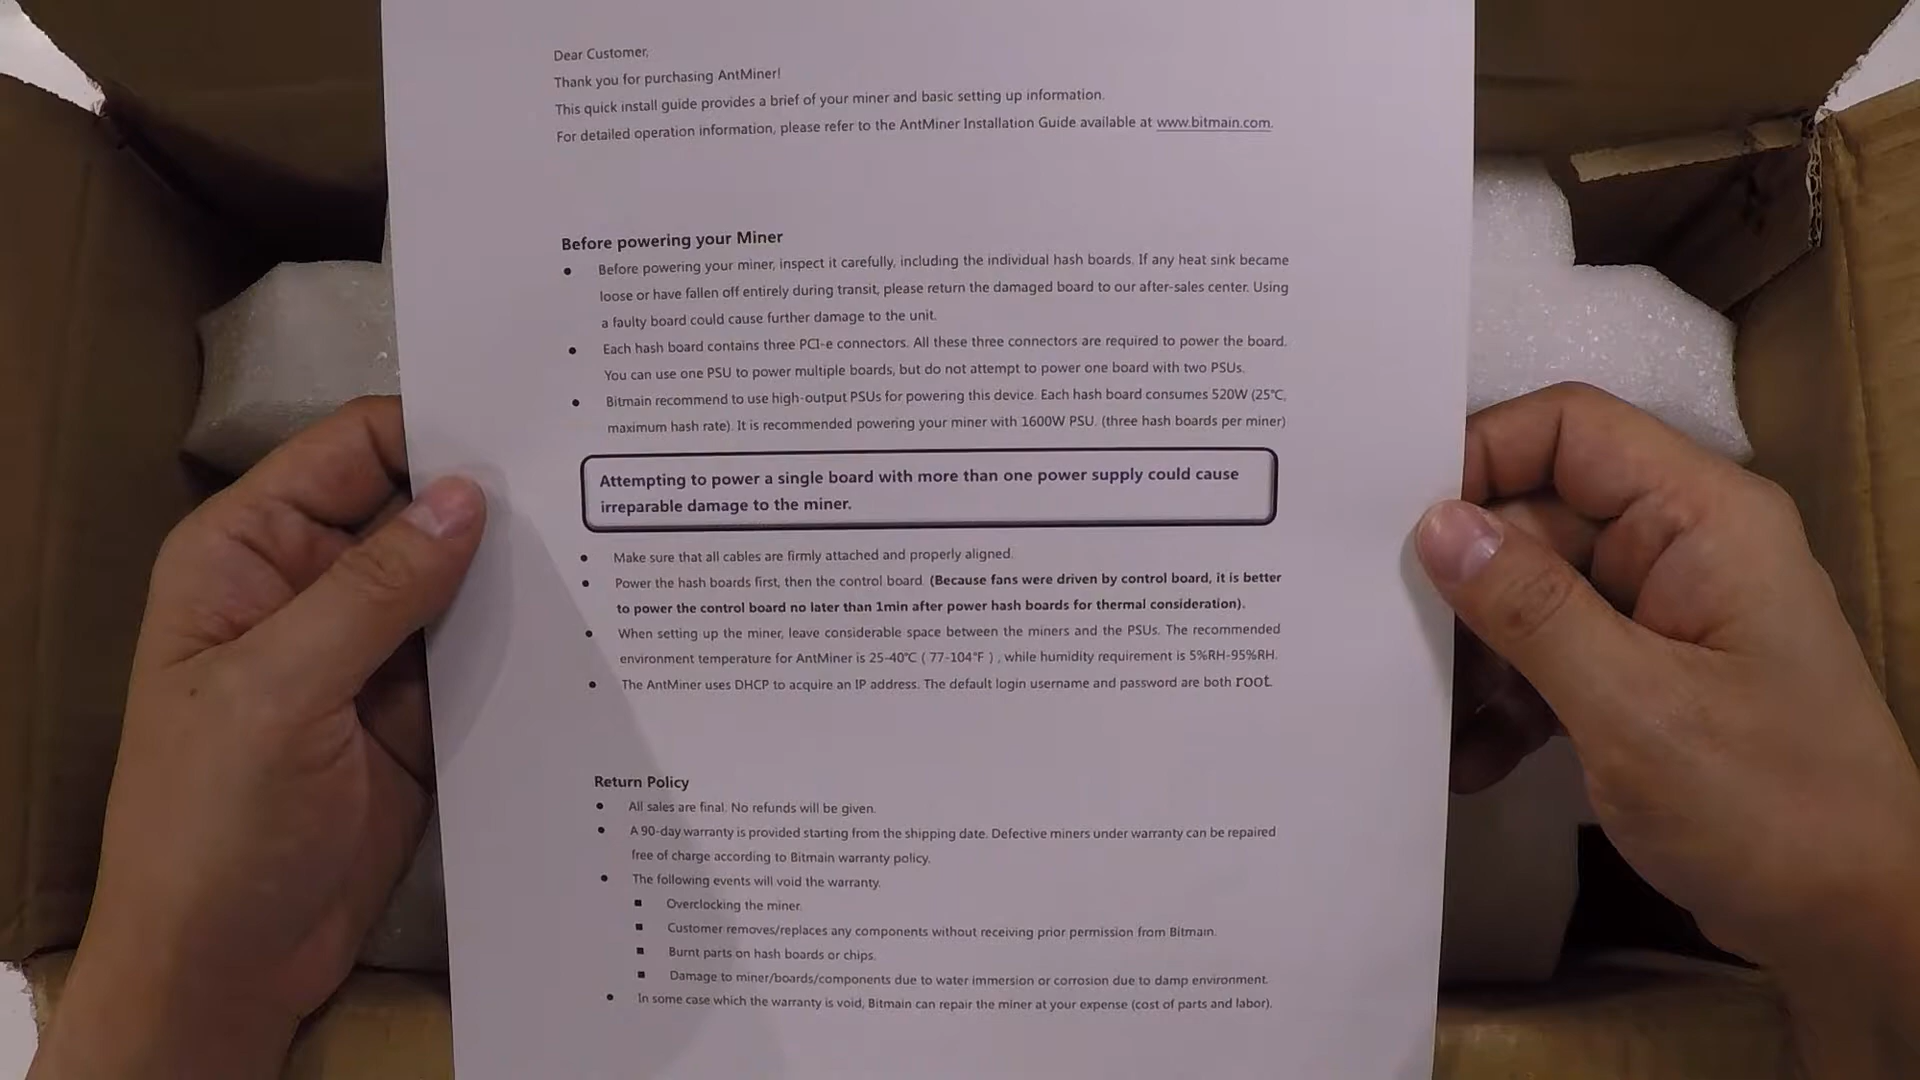 Dear Customer,
Thank you for purchasing AntMiner!
This quick install guide provides a brief of your miner and basic setting up information.
For detailed operation information, please refer to the AntMiner Installation Guide available at www.bitmain.com.
Before powering your Miner
● Before powering your miner, inspect it carefully, including the individual hash boards. If any heat sink became
loose or have fallen off entirely during transit, please return the damaged board to our after-sales center. Using
a faulty board could cause further damage to the unit.
● Each hash board contains three PCI-e connectors. All these three connectors are required to power the board.
You can use one PSU to power multiple boards, but do not attempt to power one board with two PSUs.
● Bitmain recommend to use high-output PSUs for powering this device. Each hash board consumes 520W (25℃,
maximum hash rate). It is recommended powering your miner with 1600W PSU. (three hash boards per miner)
Attempting to power a single board with more than one power supply could cause
irreparable damage to the miner.
● Make sure that all cables are firmly attached and properly aligned.
● Power the hash boards first, then the control board. (Because fans were driven by control board, it is better
to power the control board no later than 1min after power hash boards for thermal consideration).
● When setting up the miner, leave considerable space between the miners and the PSUs. The recommended
environment temperature for AntMiner is 25-40℃ ( 77-104℉ ) , while humidity requirement is 5%RH-95%RH.
● The AntMiner uses DHCP to acquire an IP address. The default login username and password are both root.
Return Policy
● All sales are final. No refunds will be given.
● A 90-day warranty is provided starting from the shipping date. Defective miners under warranty can be repaired
free of charge according to Bitmain warranty policy.
● The following events will void the warranty.
■ Overclocking the miner.
■ Customer removes/replaces any components without receiving prior permission from Bitmain.
■ Burnt parts on hash boards or chips.
■ Damage to miner/boards/components due to water immersion or corrosion due to damp environment.
● In some case which the warranty is void, Bitmain can repair the miner at your expense (cost of parts and labor).